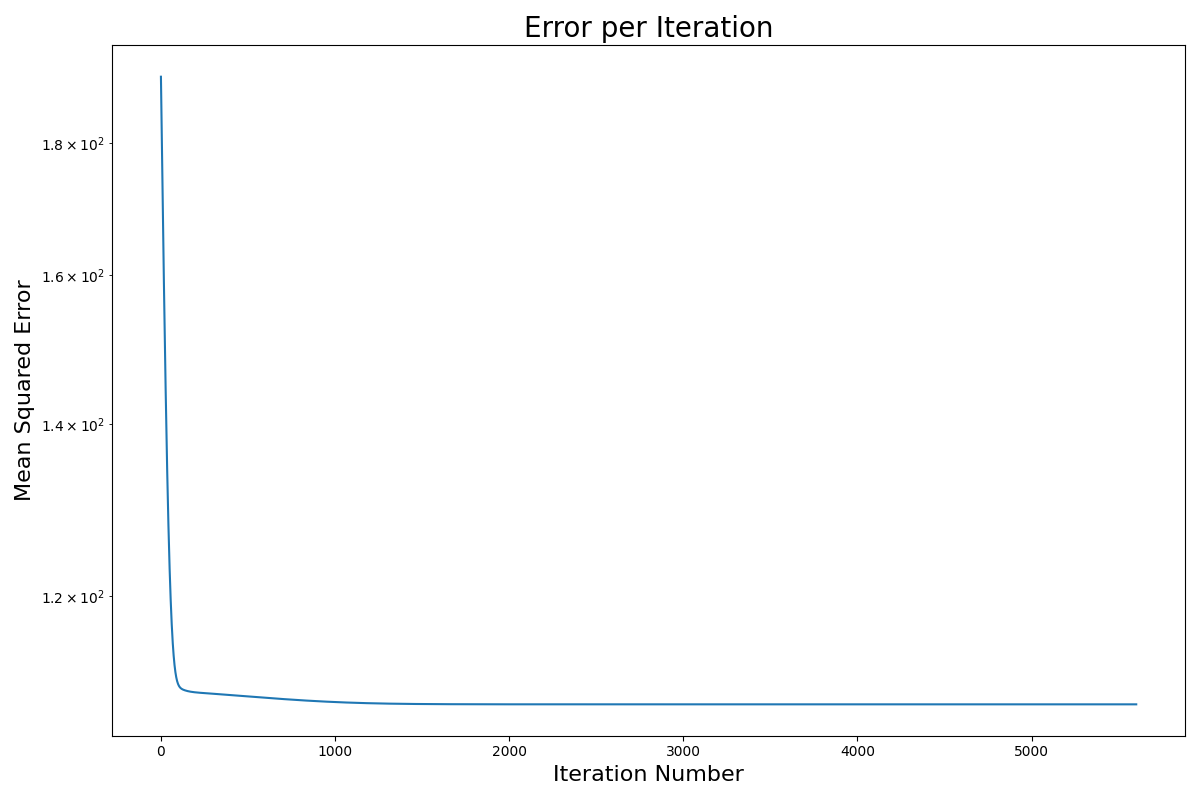 Error per Iteration
Mean Squared Error
1.8 × 10²
1.6 × 10²
1.4 × 10²
1.2 × 10²
0 1000 2000 3000 4000 5000
Iteration Number